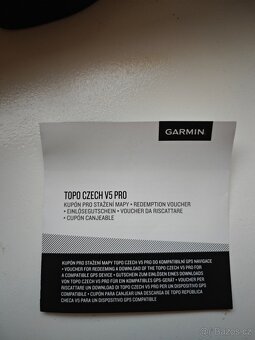 GARMIN
TOPO CZECH V5 PRO
KUPÓN PRO STAŽENÍ MAPY • REDEMPTION VOUCHER
• EINLÖSEGUTSCHEIN • VOUCHER DA RISCATTARE
• CUPÓN CANJEABLE
KUPÓN PRO STAŽENÍ MAPY TOPO CZECH V5 PRO DO KOMPATIBILNÍ GPS NAVIGACE
• VOUCHER FOR REDEEMING A DOWNLOAD OF THE TOPO CZECH V5 PRO FOR
A COMPATIBLE GPS DEVICE • GUTSCHEIN ZUM EINLÖSEN EINES DOWNLOADS
VON TOPO CZECH V5 PRO FÜR EIN KOMPATIBLES GPS-GERÄT • VOUCHER PER
RISCATTARE UN DOWNLOAD DI TOPO CZECH V5 PRO PER UN DISPOSITIVO GPS
COMPATIBILE • CUPÓN PARA CANJEAR UNA DESCARGA DE TOPO REPÚBLICA
CHECA V5 PARA UN DISPOSITIVO GPS COMPATIBLE
Bazoš.cz